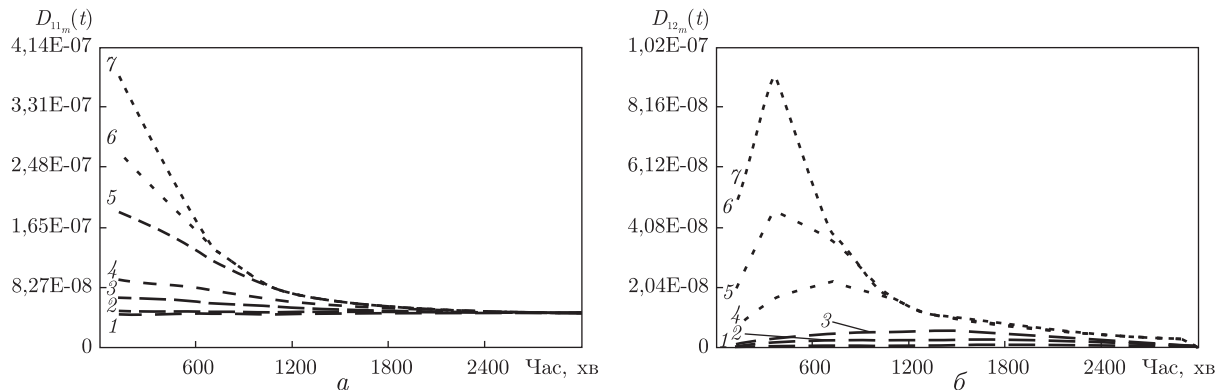 D₁₁ₘ(t)
4,14E-07
3,31E-07
2,48E-07
1,65E-07
8,27E-08
0
7
6
5
4
3
2
1
600 1200 1800 2400 Час, хв
а
D₁₂ₘ(t)
1,02E-07
8,16E-08
6,12E-08
4,08E-08
2,04E-08
0
7
6
5
4
3
1 2
600 1200 1800 2400 Час, хв
б